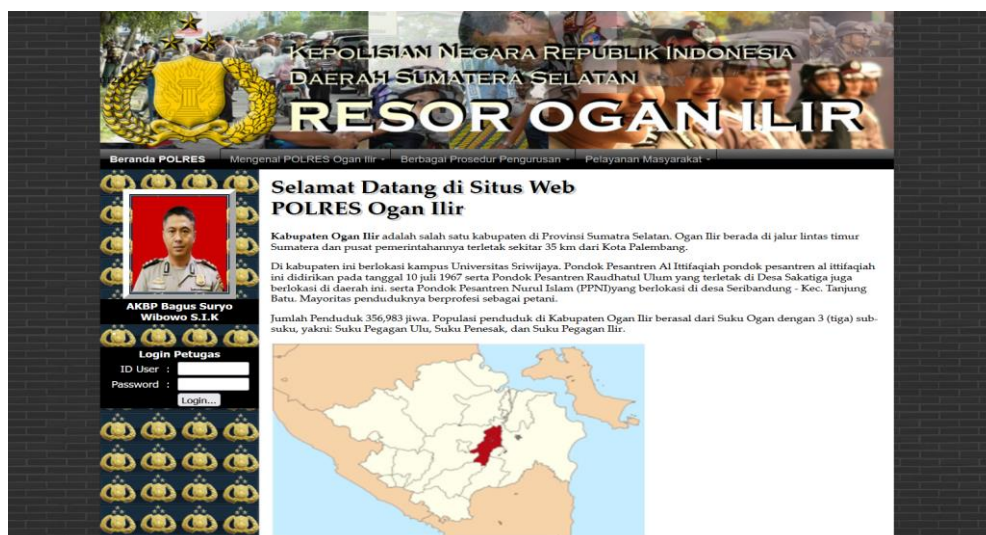 KEPOLISIAN NEGARA REPUBLIK INDONESIA
DAERAH SUMATERA SELATAN
RESOR OGAN ILIR
Beranda POLRES Mengenal POLRES Ogan Ilir Berbagai Prosedur Pengurusan Pelayanan Masyarakat
AKBP Bagus Suryo
Wibowo S.I.K
Login Petugas
ID User :
Password :
Login...
Selamat Datang di Situs Web
POLRES Ogan Ilir
Kabupaten Ogan Ilir adalah salah satu kabupaten di Provinsi Sumatra Selatan. Ogan Ilir berada di jalur lintas timur
Sumatera dan pusat pemerintahannya terletak sekitar 35 km dari Kota Palembang.
Di kabupaten ini berlokasi kampus Universitas Sriwijaya. Pondok Pesantren Al Ittifaqiah pondok pesantren al ittifaqiah
ini didirikan pada tanggal 10 juli 1967 serta Pondok Pesantren Raudhatul Ulum yang terletak di Desa Sakatiga juga
berlokasi di daerah ini. serta Pondok Pesantren Nurul Islam (PPNI)yang berlokasi di desa Seribandung - Kec. Tanjung
Batu. Mayoritas penduduknya berprofesi sebagai petani.
Jumlah Penduduk 356,983 jiwa. Populasi penduduk di Kabupaten Ogan Ilir berasal dari Suku Ogan dengan 3 (tiga) sub-
suku, yakni: Suku Pegagan Ulu, Suku Penesak, dan Suku Pegagan Ilir.